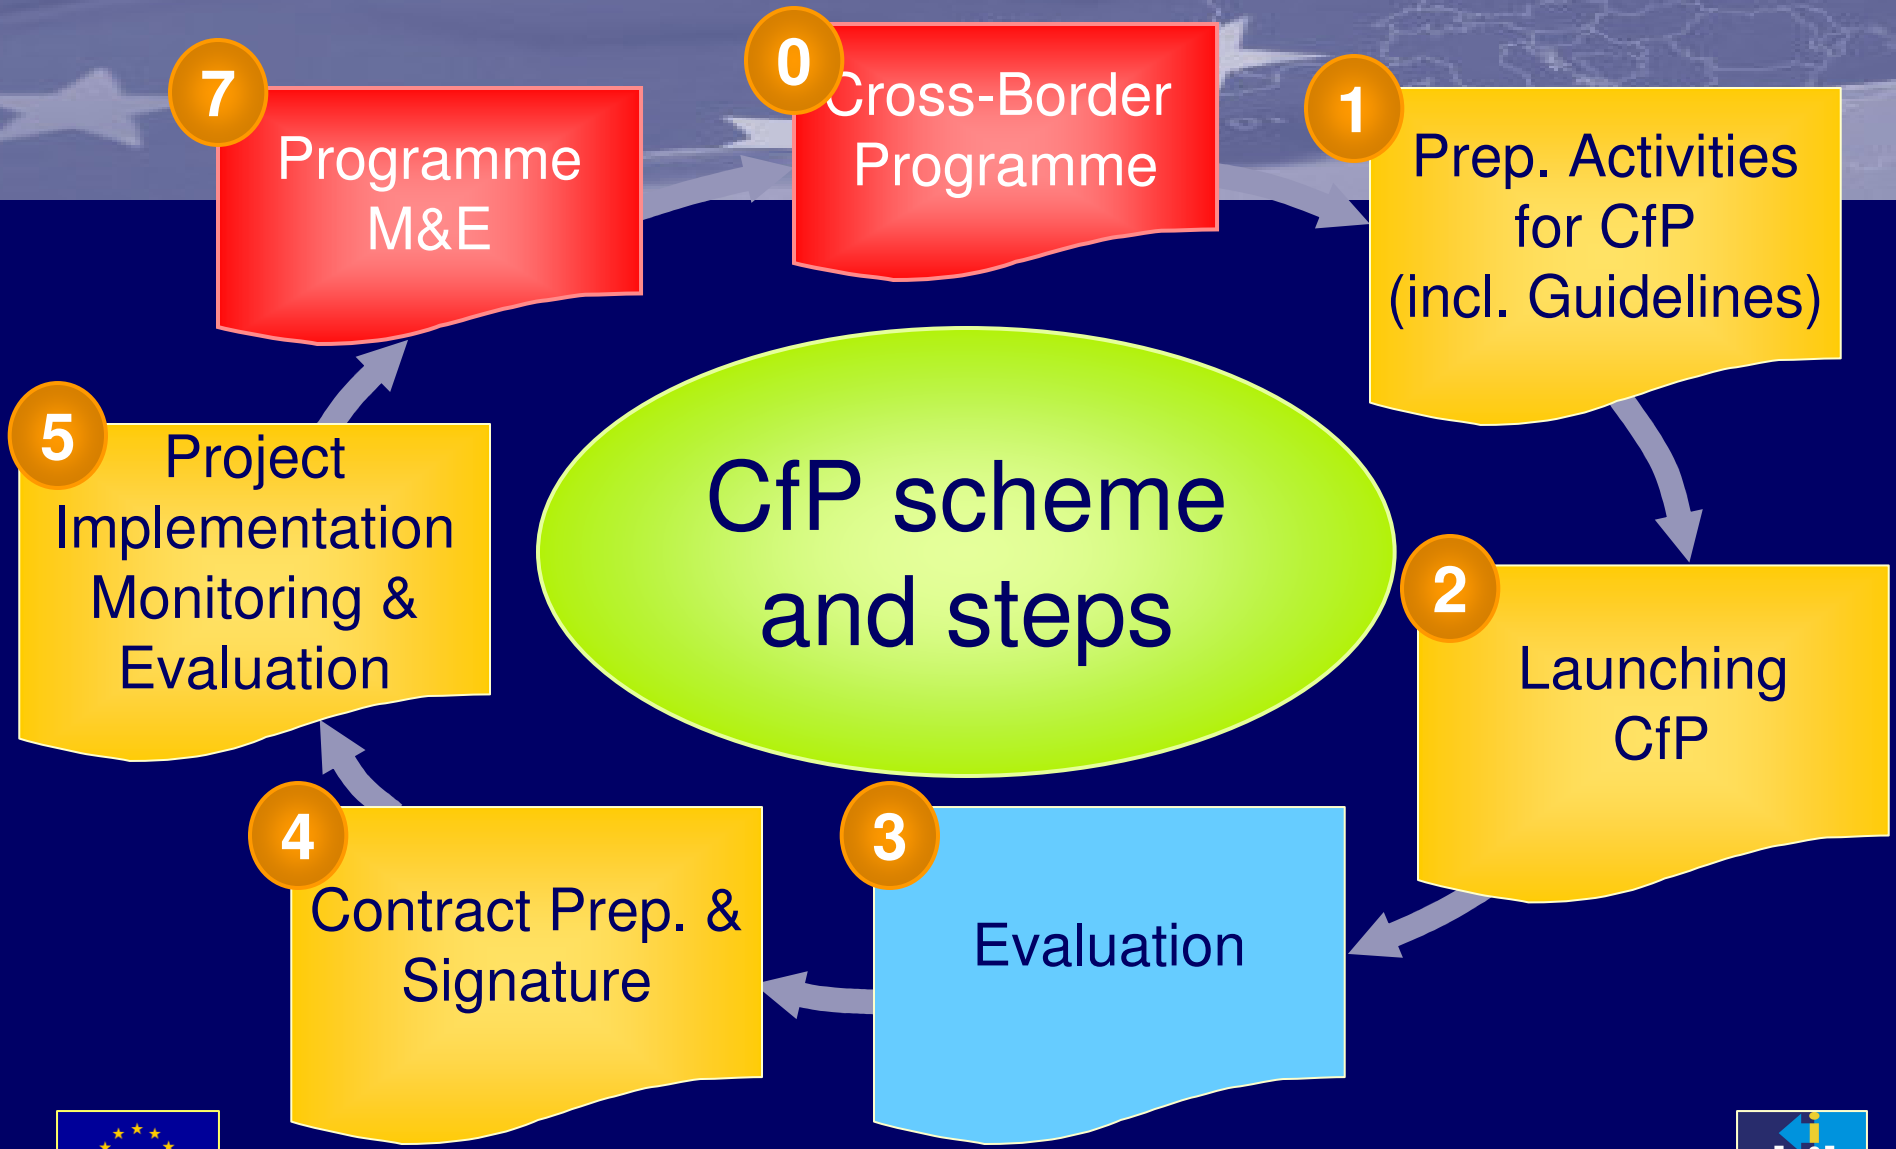 0
Cross-Border
Programme
1
Prep. Activities
for CfP
(incl. Guidelines)
2
Launching
CfP
3
Evaluation
4
Contract Prep. &
Signature
5
Project
Implementation
Monitoring &
Evaluation
7
Programme
M&E
CfP scheme
and steps